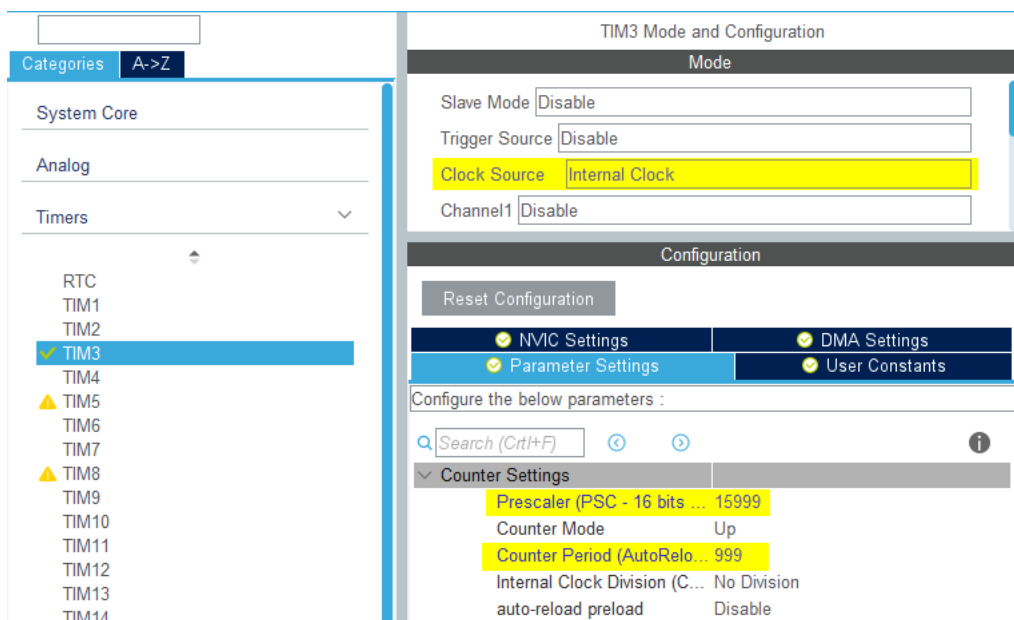 Categories A->Z
System Core
Analog
Timers
RTC
TIM1
TIM2
TIM3
TIM4
TIM5
TIM6
TIM7
TIM8
TIM9
TIM10
TIM11
TIM12
TIM13
TIM14
TIM3 Mode and Configuration
Mode
Slave Mode Disable
Trigger Source Disable
Clock Source Internal Clock
Channel1 Disable
Configuration
Reset Configuration
NVIC Settings DMA Settings
Parameter Settings User Constants
Configure the below parameters :
Search (Crtl+F)
Counter Settings
Prescaler (PSC - 16 bits ... 15999
Counter Mode Up
Counter Period (AutoRelo... 999
Internal Clock Division (C... No Division
auto-reload preload Disable